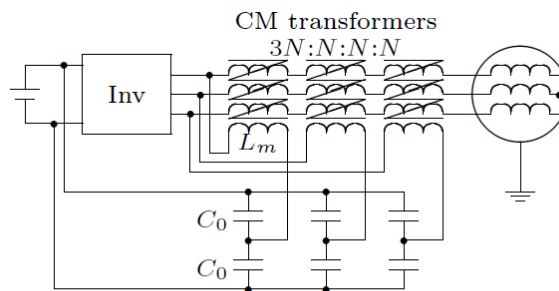 CM transformers
3N:N:N:N
Inv
L_m
C_0
C_0